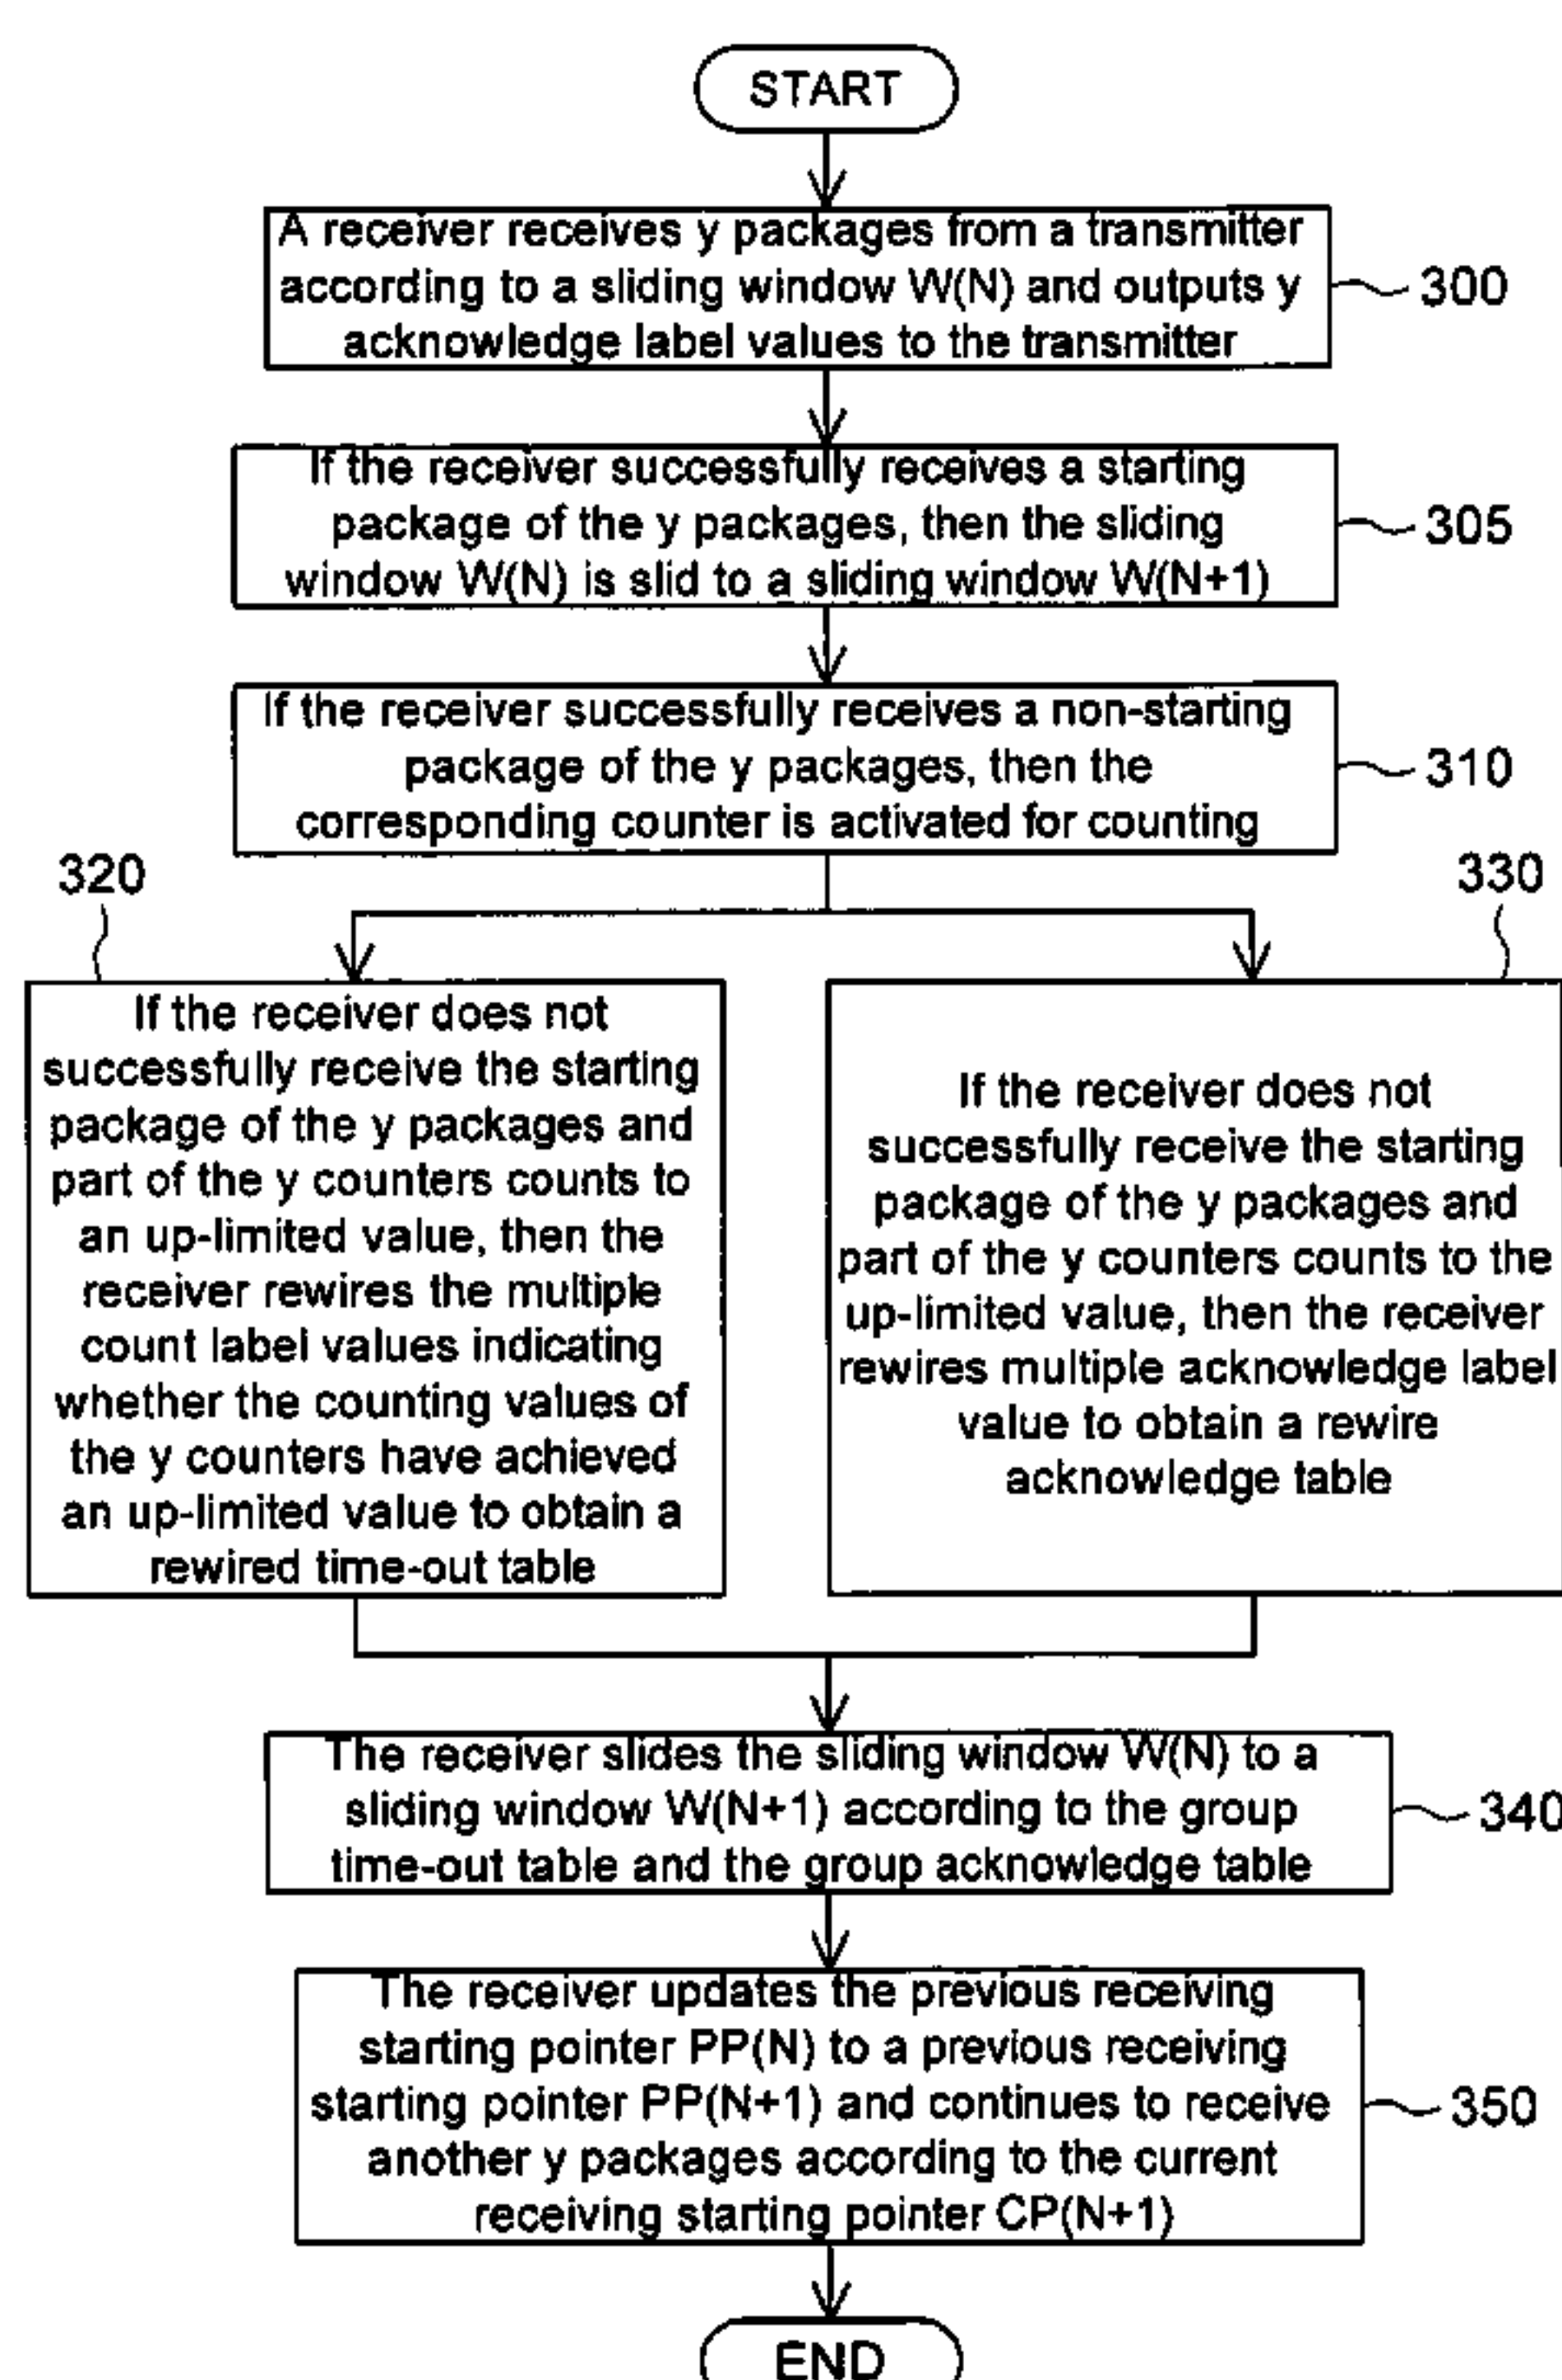 START
A receiver receives y packages from a transmitter
according to a sliding window W(N) and outputs y
acknowledge label values to the transmitter
300
If the receiver successfully receives a starting
package of the y packages, then the sliding
window W(N) is slid to a sliding window W(N+1)
305
If the receiver successfully receives a non-starting
package of the y packages, then the
corresponding counter is activated for counting
310
320
If the receiver does not
successfully receive the starting
package of the y packages and
part of the y counters counts to
an up-limited value, then the
receiver rewires the multiple
count label values indicating
whether the counting values of
the y counters have achieved
an up-limited value to obtain a
rewired time-out table
330
If the receiver does not
successfully receive the starting
package of the y packages and
part of the y counters counts to the
up-limited value, then the receiver
rewires multiple acknowledge label
value to obtain a rewire
acknowledge table
The receiver slides the sliding window W(N) to a
sliding window W(N+1) according to the group
time-out table and the group acknowledge table
340
The receiver updates the previous receiving
starting pointer PP(N) to a previous receiving
starting pointer PP(N+1) and continues to receive
another y packages according to the current
receiving starting pointer CP(N+1)
350
END